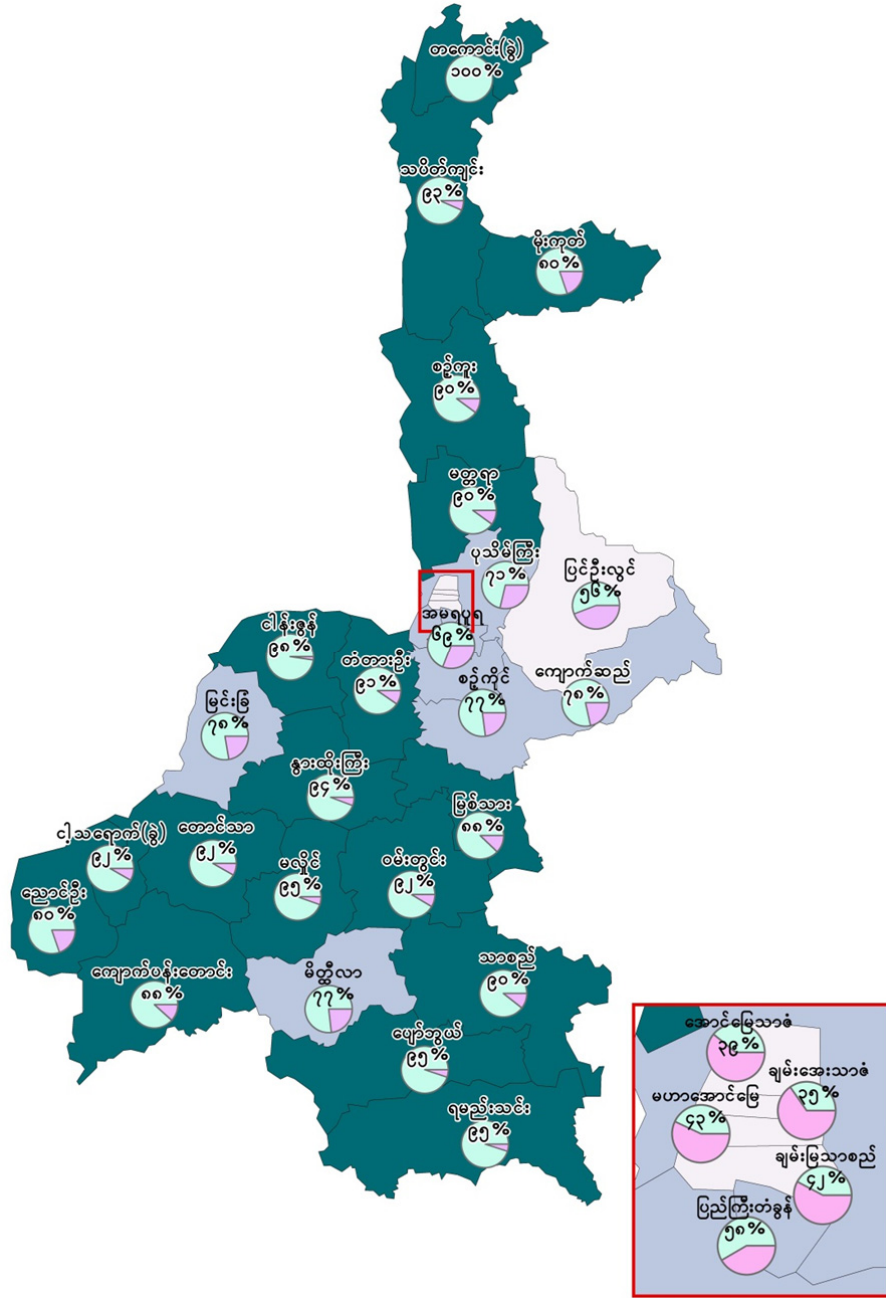 တကောင်း(ခွဲ)
၁၀၀%
သပိတ်ကျင်း
၉၃%
မိုးကုတ်
၈၀%
စဉ့်ကူး
၉၀%
မတ္တရာ
၉၀%
ပုသိမ်ကြီး
၇၁%
ပြင်ဦးလွင်
၅၆%
အမရပူရ
၆၉%
ငါန်းဇွန်
၉၈%
တံတားဦး
၉၁%
စဉ့်ကိုင်
၇၇%
ကျောက်ဆည်
၇၈%
မြင်းခြံ
၇၈%
နွားထိုးကြီး
၉၄%
မြစ်သား
၈၈%
ငါ့သရောက်(ခွဲ)
၉၂%
တောင်သာ
၉၂%
မလှိုင်
၉၅%
ဝမ်းတွင်း
၉၂%
ညောင်ဦး
၈၀%
ကျောက်ပန်းတောင်း
၈၈%
မိတ္ထီလာ
၇၇%
သာစည်
၉၀%
ပျော်ဘွယ်
၉၅%
ရမည်းသင်း
၉၅%
အောင်မြေသာဇံ
၃၉%
ချမ်းအေးသာဇံ
၃၅%
မဟာအောင်မြေ
၄၃%
ချမ်းမြသာစည်
၄၂%
ပြည်ကြီးတံခွန်
၅၈%